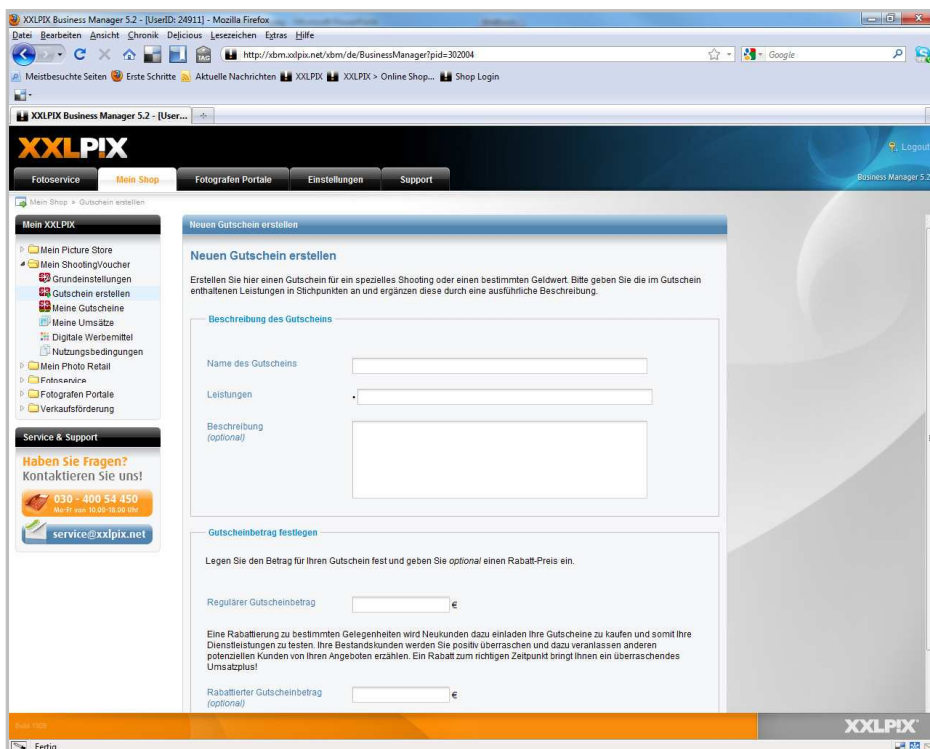 XXLPIX Business Manager 5.2 - [UserID: 24911] - Mozilla Firefox
Datei Bearbeiten Ansicht Chronik Delicious Lesezeichen Extras Hilfe
http://xbm.xxlpix.net/xbm/de/BusinessManager?pid=302004
Google
Meistbesuchte Seiten Erste Schritte Aktuelle Nachrichten XXLPIX XXLPIX > Online Shop... Shop Login
XXLPIX Business Manager 5.2 - [User...
XXLPIX
Logout
Fotoservice Mein Shop Fotografen Portale Einstellungen Support
Business Manager 5.2
Mein Shop » Gutschein erstellen
Mein XXLPIX
Mein Picture Store
Mein ShootingVoucher
Grundeinstellungen
Gutschein erstellen
Meine Gutscheine
Meine Umsätze
Digitale Werbemittel
Nutzungsbedingungen
Mein Photo Retail
Fotoservice
Fotografen Portale
Verkaufsförderung
Service & Support
Haben Sie Fragen?
Kontaktieren Sie uns!
030 - 400 54 450
Mo-Fr von 10.00-18.00 Uhr
service@xxlpix.net
Neuen Gutschein erstellen
Neuen Gutschein erstellen
Erstellen Sie hier einen Gutschein für ein spezielles Shooting oder einen bestimmten Geldwert. Bitte geben Sie die im Gutschein
enthaltenen Leistungen in Stichpunkten an und ergänzen diese durch eine ausführliche Beschreibung.
Beschreibung des Gutscheins
Name des Gutscheins
Leistungen
•
Beschreibung
(optional)
Gutscheinbetrag festlegen
Legen Sie den Betrag für Ihren Gutschein fest und geben Sie optional einen Rabatt-Preis ein.
Regulärer Gutscheinbetrag €
Eine Rabattierung zu bestimmten Gelegenheiten wird Neukunden dazu einladen Ihre Gutscheine zu kaufen und somit Ihre
Dienstleistungen zu testen. Ihre Bestandskunden werden Sie positiv überraschen und dazu veranlassen anderen
potenziellen Kunden von Ihren Angeboten erzählen. Ein Rabatt zum richtigen Zeitpunkt bringt Ihnen ein überraschendes
Umsatzplus!
Rabattierter Gutscheinbetrag €
(optional)
XXLPIX
Fertig